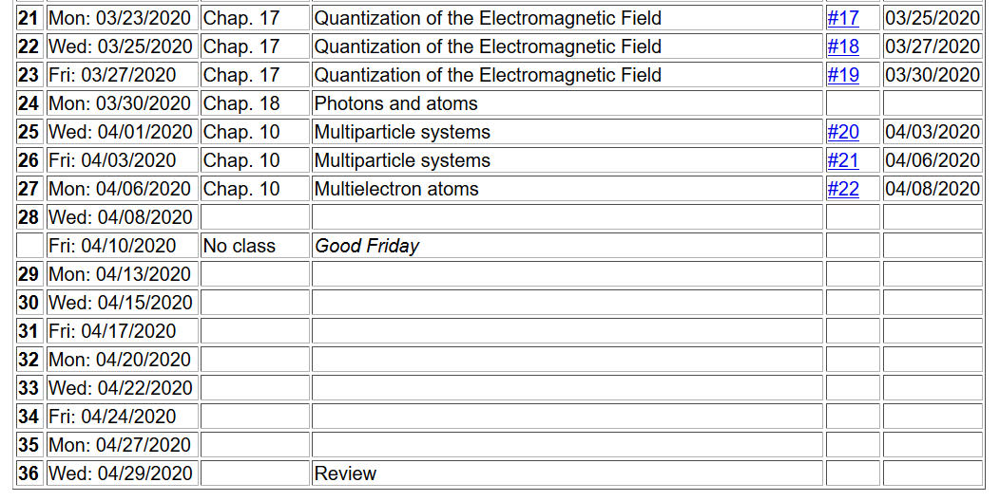 21 Mon: 03/23/2020 Chap. 17 Quantization of the Electromagnetic Field #17 03/25/2020
22 Wed: 03/25/2020 Chap. 17 Quantization of the Electromagnetic Field #18 03/27/2020
23 Fri: 03/27/2020 Chap. 17 Quantization of the Electromagnetic Field #19 03/30/2020
24 Mon: 03/30/2020 Chap. 18 Photons and atoms
25 Wed: 04/01/2020 Chap. 10 Multiparticle systems #20 04/03/2020
26 Fri: 04/03/2020 Chap. 10 Multiparticle systems #21 04/06/2020
27 Mon: 04/06/2020 Chap. 10 Multielectron atoms #22 04/08/2020
28 Wed: 04/08/2020
Fri: 04/10/2020 No class Good Friday
29 Mon: 04/13/2020
30 Wed: 04/15/2020
31 Fri: 04/17/2020
32 Mon: 04/20/2020
33 Wed: 04/22/2020
34 Fri: 04/24/2020
35 Mon: 04/27/2020
36 Wed: 04/29/2020 Review